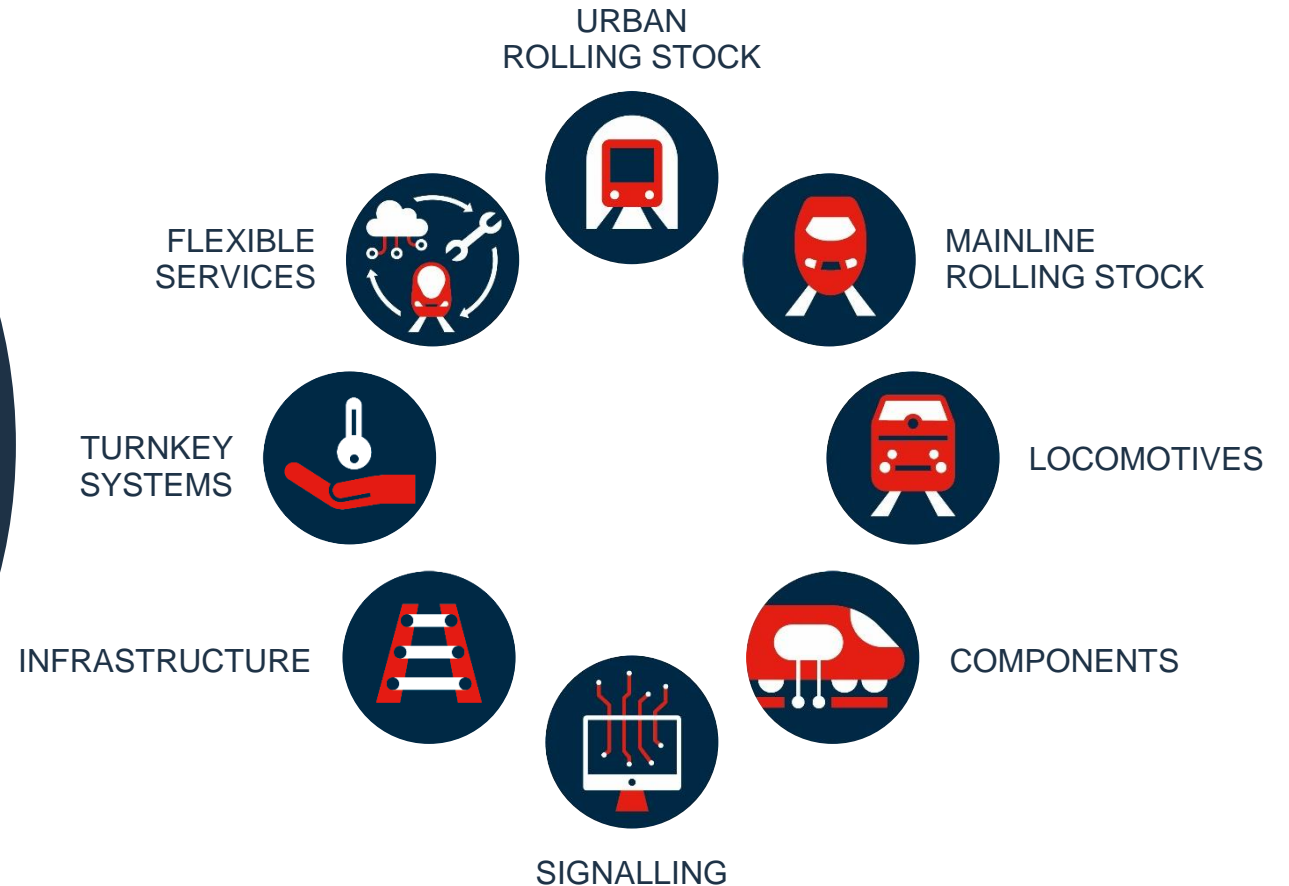 URBAN
ROLLING STOCK
FLEXIBLE
SERVICES
MAINLINE
ROLLING STOCK
TURNKEY
SYSTEMS
LOCOMOTIVES
INFRASTRUCTURE
COMPONENTS
SIGNALLING